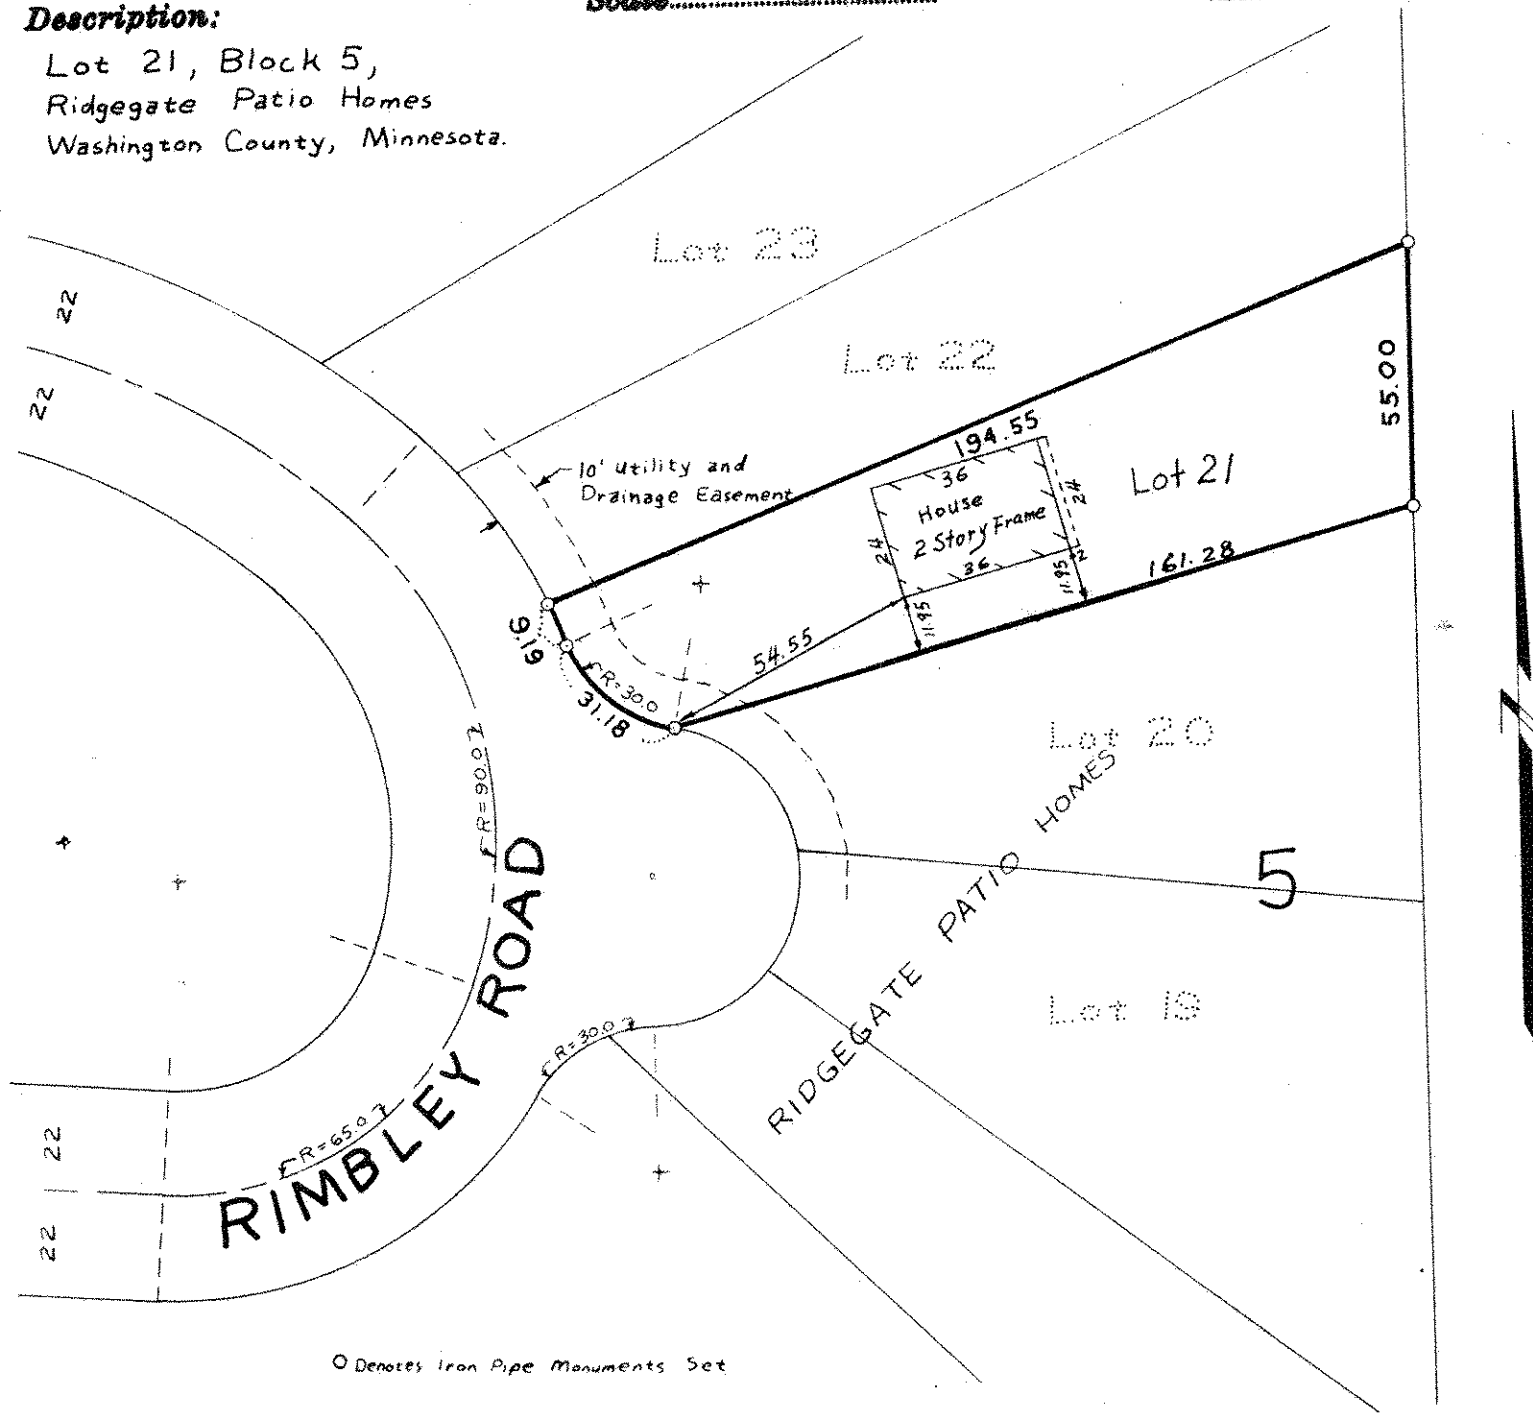 Description:
Lot 21, Block 5,
Ridgegate Patio Homes
Washington County, Minnesota.
Lot 23
22
22
Lot 22
10' Utility and
Drainage Easement
194.55
36
House
2 Story Frame
36
24
24
2
11.95
11.95
Lot 21
55.00
161.28
54.55
9.19
R=30.0
31.18
Lot 20
R=90.0
RIMBLEY ROAD
RIDGEGATE PATIO HOMES
5
Lot 19
R=30.0
R=65.0
22
22
O Denotes Iron Pipe Monuments Set